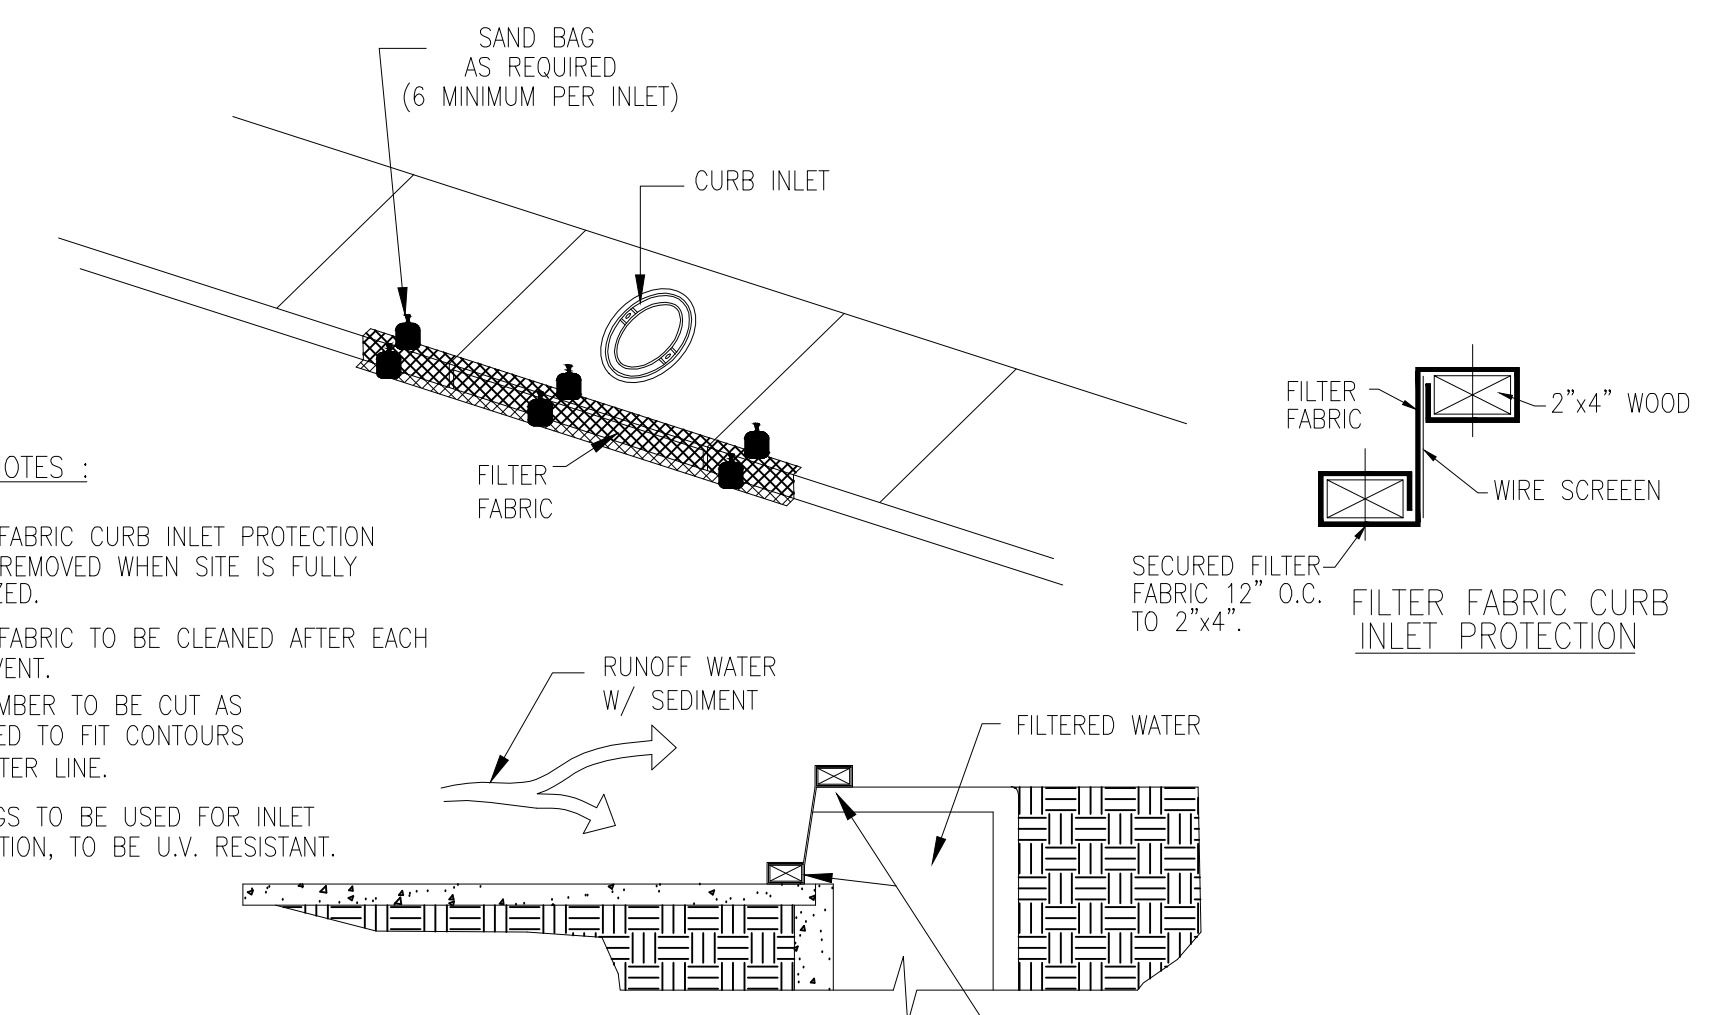 SAND BAG
AS REQUIRED
(6 MINIMUM PER INLET)
CURB INLET
FILTER
FABRIC
FILTER
FABRIC
2"x4" WOOD
WIRE SCREEEN
SECURED FILTER
FABRIC 12" O.C.
TO 2"x4".
FILTER FABRIC CURB
INLET PROTECTION
OTES :
FABRIC CURB INLET PROTECTION
REMOVED WHEN SITE IS FULLY
ZED.
FABRIC TO BE CLEANED AFTER EACH
VENT.
MBER TO BE CUT AS
ED TO FIT CONTOURS
TER LINE.
GS TO BE USED FOR INLET
TION, TO BE U.V. RESISTANT.
RUNOFF WATER
W/ SEDIMENT
FILTERED WATER